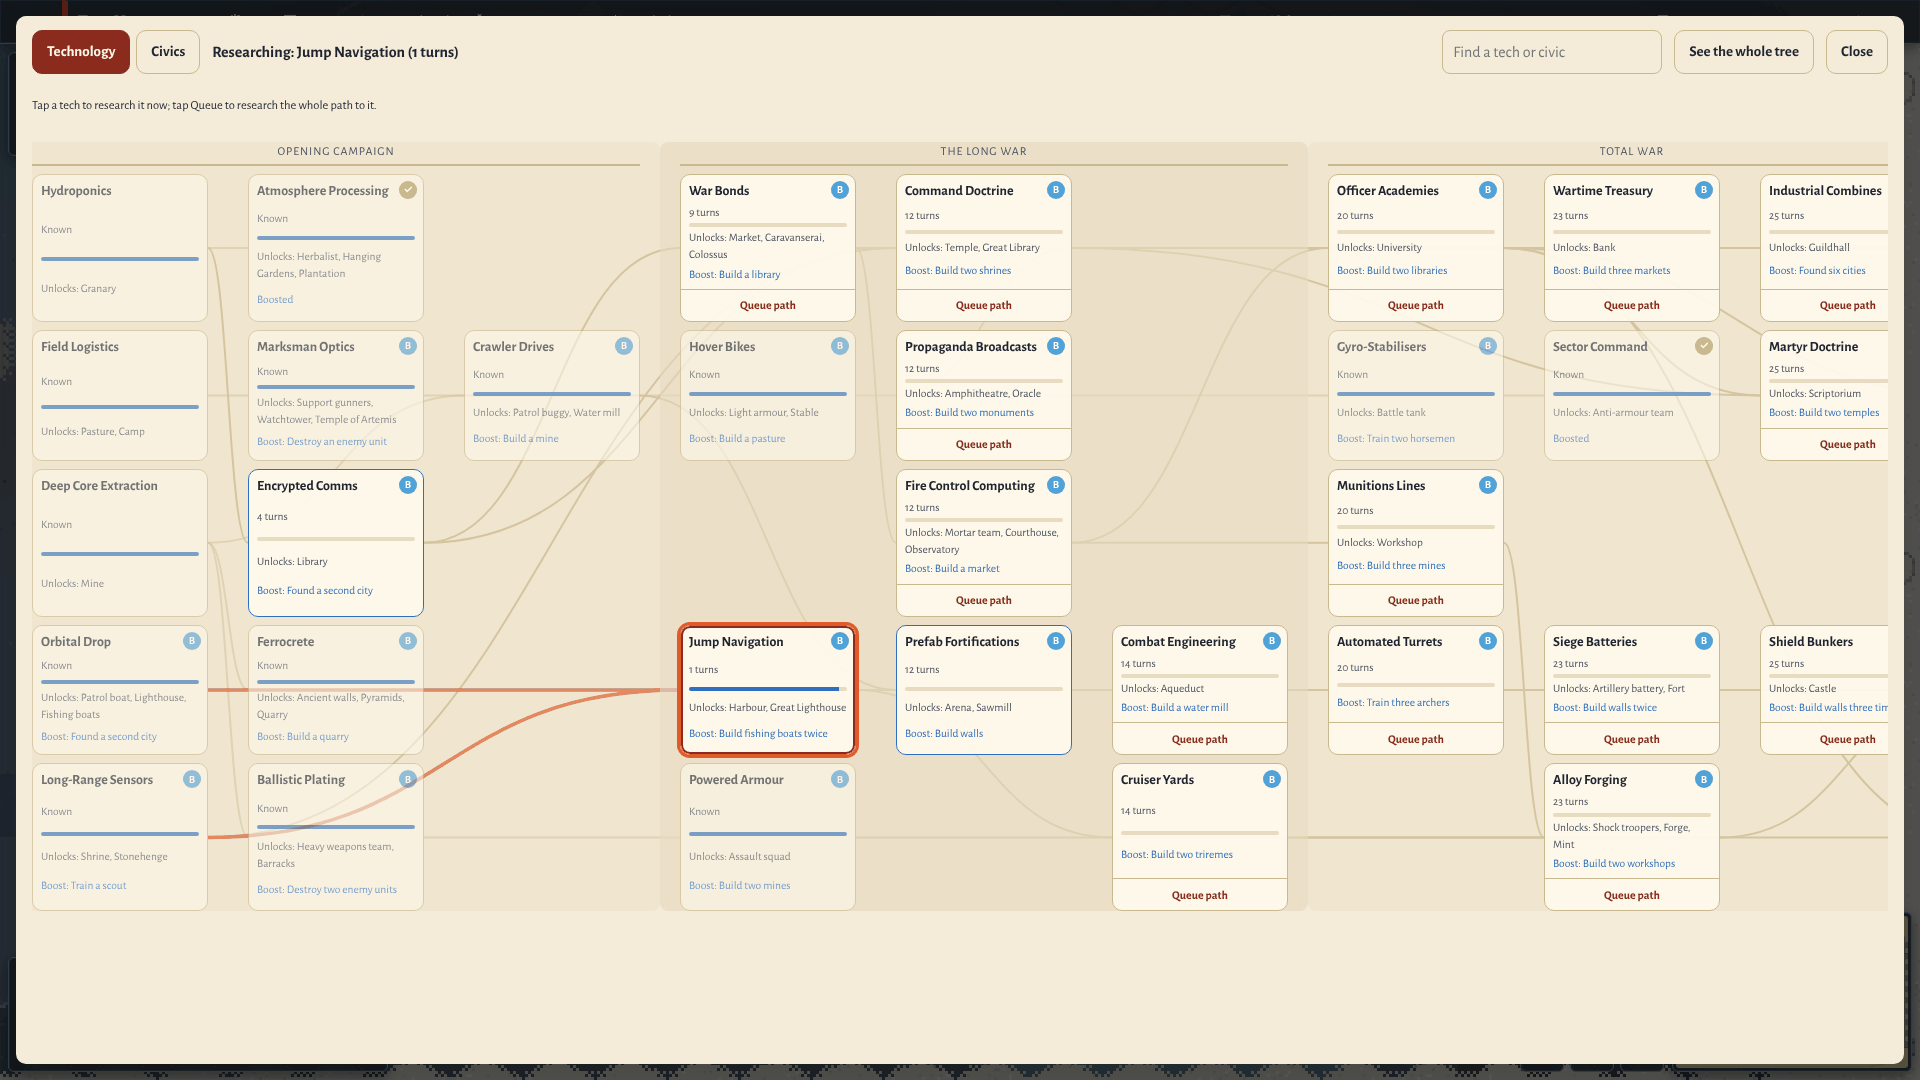 Technology
Civics
Researching: Jump Navigation (1 turns)
Find a tech or civic
See the whole tree
Close
Tap a tech to research it now; tap Queue to research the whole path to it.
OPENING CAMPAIGN
Hydroponics
Known
Unlocks: Granary
Atmosphere Processing
Known
Unlocks: Herbalist, Hanging
Gardens, Plantation
Boosted
Field Logistics
Known
Unlocks: Pasture, Camp
Marksman Optics
B
Known
Unlocks: Support gunners,
Watchtower, Temple of Artemis
Boost: Destroy an enemy unit
Crawler Drives
B
Known
Unlocks: Patrol buggy, Water mill
Boost: Build a mine
Deep Core Extraction
Known
Unlocks: Mine
Encrypted Comms
B
4 turns
Unlocks: Library
Boost: Found a second city
Orbital Drop
B
Known
Unlocks: Patrol boat, Lighthouse,
Fishing boats
Boost: Found a second city
Ferrocrete
B
Known
Unlocks: Ancient walls, Pyramids,
Quarry
Boost: Build a quarry
Long-Range Sensors
B
Known
Unlocks: Shrine, Stonehenge
Boost: Train a scout
Ballistic Plating
B
Known
Unlocks: Heavy weapons team,
Barracks
Boost: Destroy two enemy units
THE LONG WAR
War Bonds
B
9 turns
Unlocks: Market, Caravanserai,
Colossus
Boost: Build a library
Queue path
Command Doctrine
B
12 turns
Unlocks: Temple, Great Library
Boost: Build two shrines
Queue path
Hover Bikes
B
Known
Unlocks: Light armour, Stable
Boost: Build a pasture
Propaganda Broadcasts
B
12 turns
Unlocks: Amphitheatre, Oracle
Boost: Build two monuments
Queue path
Fire Control Computing
B
12 turns
Unlocks: Mortar team, Courthouse,
Observatory
Boost: Build a market
Queue path
Jump Navigation
B
1 turns
Unlocks: Harbour, Great Lighthouse
Boost: Build fishing boats twice
Prefab Fortifications
B
12 turns
Unlocks: Arena, Sawmill
Boost: Build walls
Combat Engineering
B
14 turns
Unlocks: Aqueduct
Boost: Build a water mill
Queue path
Powered Armour
B
Known
Unlocks: Assault squad
Boost: Build two mines
Cruiser Yards
B
14 turns
Boost: Build two triremes
Queue path
TOTAL WAR
Officer Academies
B
20 turns
Unlocks: University
Boost: Build two libraries
Queue path
Wartime Treasury
B
23 turns
Unlocks: Bank
Boost: Build three markets
Queue path
Industrial Combines
25 turns
Unlocks: Guildhall
Boost: Found six cities
Queue path
Gyro-Stabilisers
B
Known
Unlocks: Battle tank
Boost: Train two horsemen
Sector Command
Known
Unlocks: Anti-armour team
Boosted
Martyr Doctrine
25 turns
Unlocks: Scriptorium
Boost: Build two temples
Queue path
Munitions Lines
B
20 turns
Unlocks: Workshop
Boost: Build three mines
Queue path
Automated Turrets
B
20 turns
Boost: Train three archers
Queue path
Siege Batteries
B
23 turns
Unlocks: Artillery battery, Fort
Boost: Build walls twice
Queue path
Shield Bunkers
25 turns
Unlocks: Castle
Boost: Build walls three tim
Queue path
Alloy Forging
B
23 turns
Unlocks: Shock troopers, Forge,
Mint
Boost: Build two workshops
Queue path